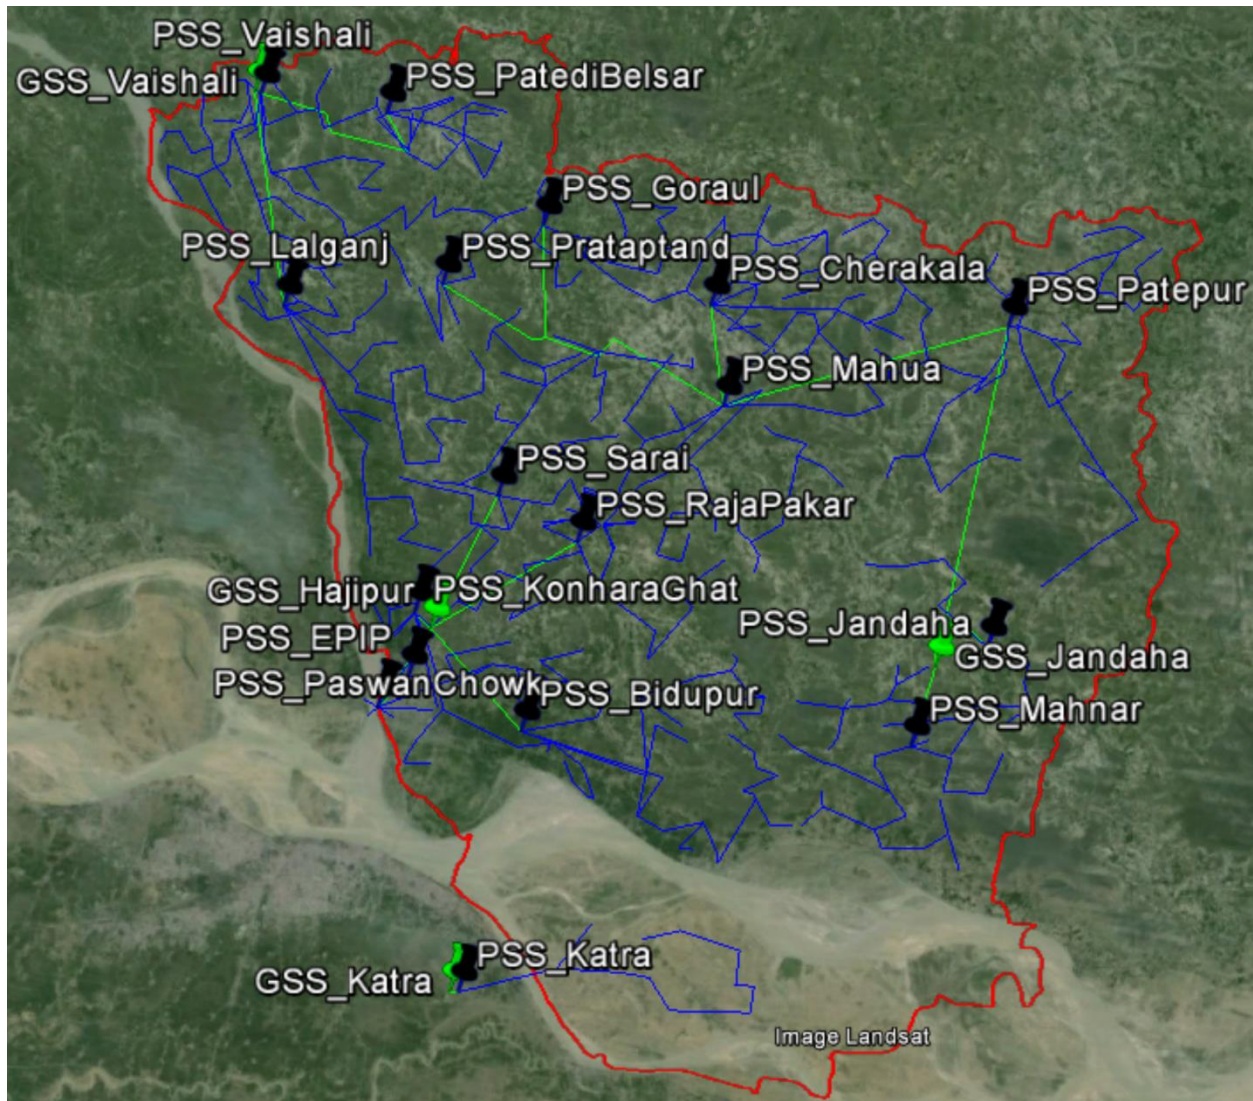 PSS_Vaishali
GSS_Vaishali
PSS_PatediBelsar
PSS_Goraul
PSS_Lalganj
PSS_Prataptand
PSS_Cherakala
PSS_Patepur
PSS_Mahua
PSS_Sarai
PSS_RajaPakar
GSS_Hajipur
PSS_KonharaGhat
PSS_EPIP
PSS_Jandaha
GSS_Jandaha
PSS_PaswanChowk
PSS_Bidupur
PSS_Mahnar
PSS_Katra
GSS_Katra
Image Landsat